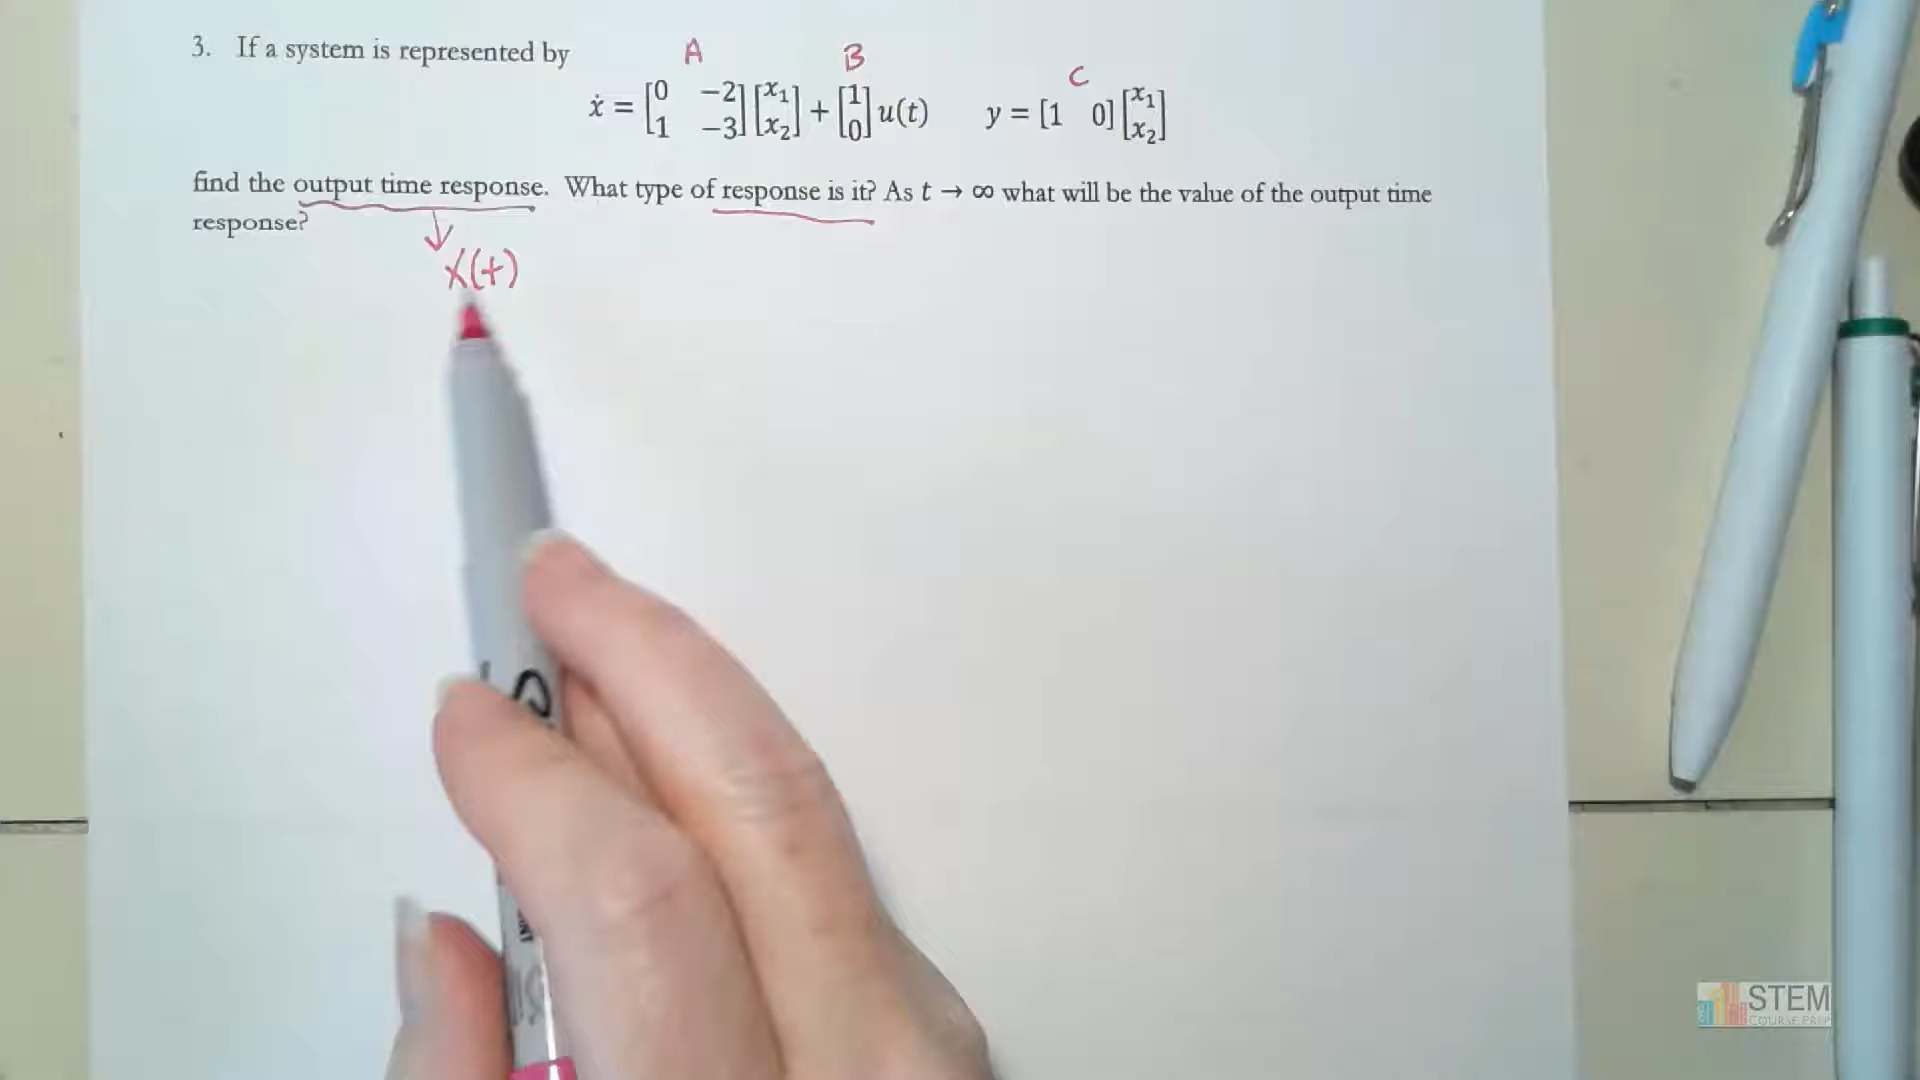 3. If a system is represented by
A B C
ẋ = [0 −2; 1 −3] [x₁; x₂] + [1; 0] u(t) y = [1 0] [x₁; x₂]
find the output time response. What type of response is it? As t → ∞ what will be the value of the output time
response?
x(t)
STEM
COURSE PREP